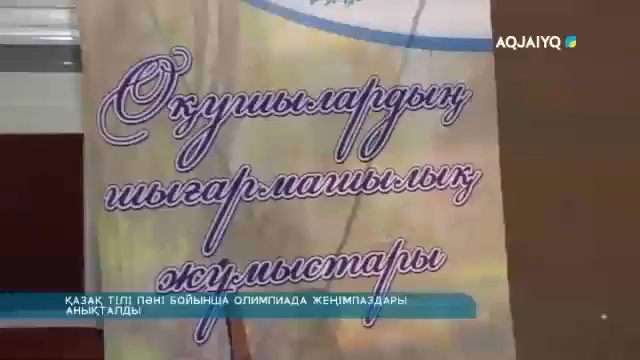 AQJAIYQ
Оқушылардың
шығармашылық
жұмыстары
ҚАЗАҚ ТІЛІ ПӘНІ БОЙЫНША ОЛИМПИАДА ЖЕҢІМПАЗДАРЫ
АНЫҚТАЛДЫ